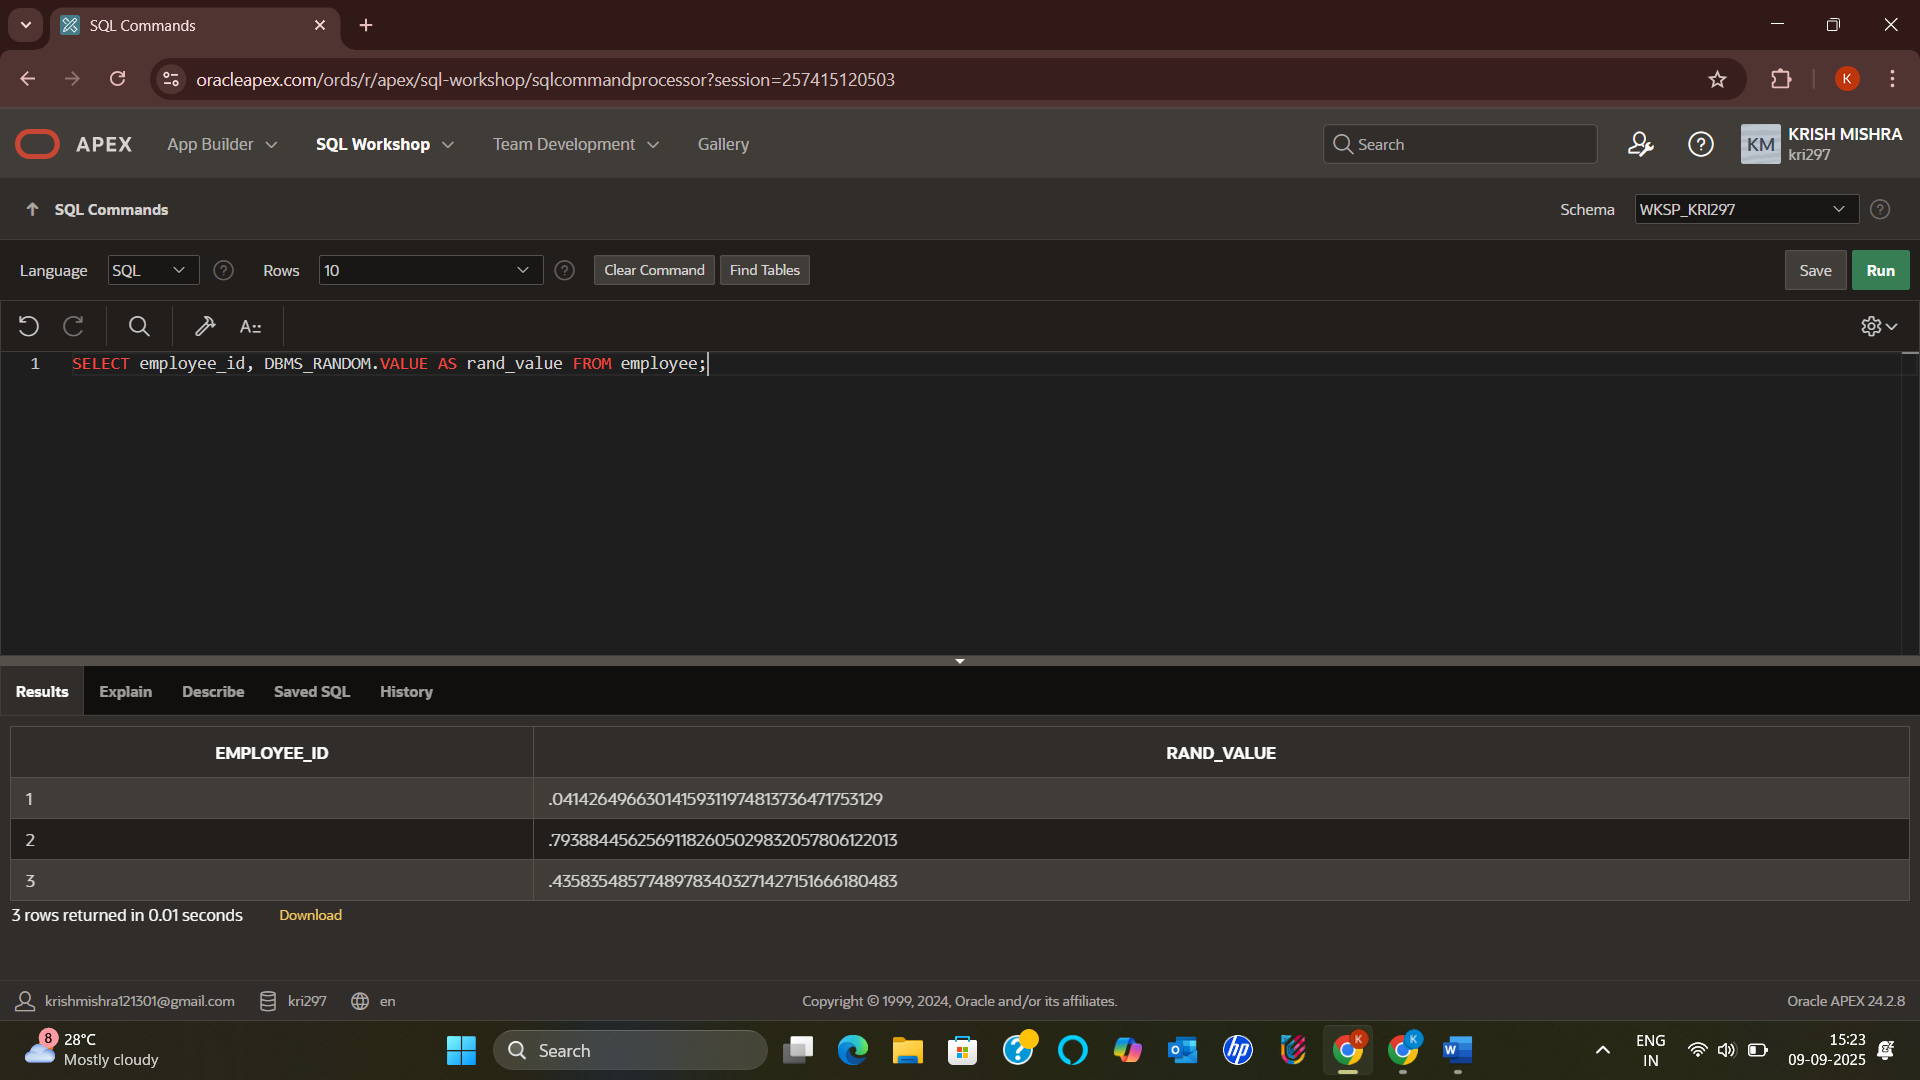 SQL Commands
oracleapex.com/ords/r/apex/sql-workshop/sqlcommandprocessor?session=257415120503
K
APEX App Builder SQL Workshop Team Development Gallery Search KM KRISH MISHRA
kri297
SQL Commands Schema WKSP_KRI297
Language SQL Rows 10 Clear Command Find Tables Save Run
1 SELECT employee_id, DBMS_RANDOM.VALUE AS rand_value FROM employee;
Results Explain Describe Saved SQL History
EMPLOYEE_ID RAND_VALUE
1 .04142649663014159311974813736471753129
2 .79388445625691182605029832057806122013
3 .43583548577489783403271427151666180483
3 rows returned in 0.01 seconds Download
krishmishra121301@gmail.com kri297 en Copyright © 1999, 2024, Oracle and/or its affiliates. Oracle APEX 24.2.8
8 28°C
Mostly cloudy
Search
ENG
IN
15:23
09-09-2025